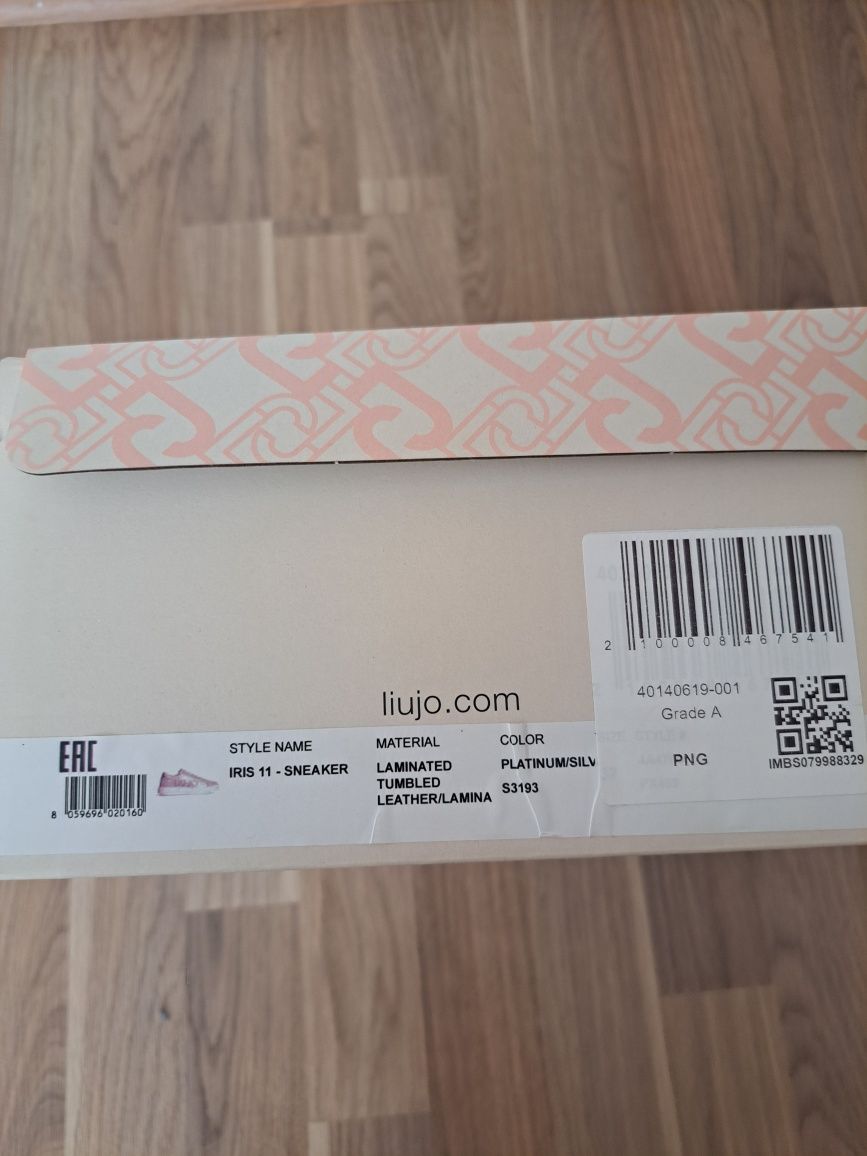 2 100008 467541
40140619-001
Grade A
PNG
IMBS079988329
liujo.com
EAC
8 059696 020160
STYLE NAME
IRIS 11 - SNEAKER
MATERIAL
LAMINATED
TUMBLED
LEATHER/LAMINA
COLOR
PLATINUM/SILV
S3193